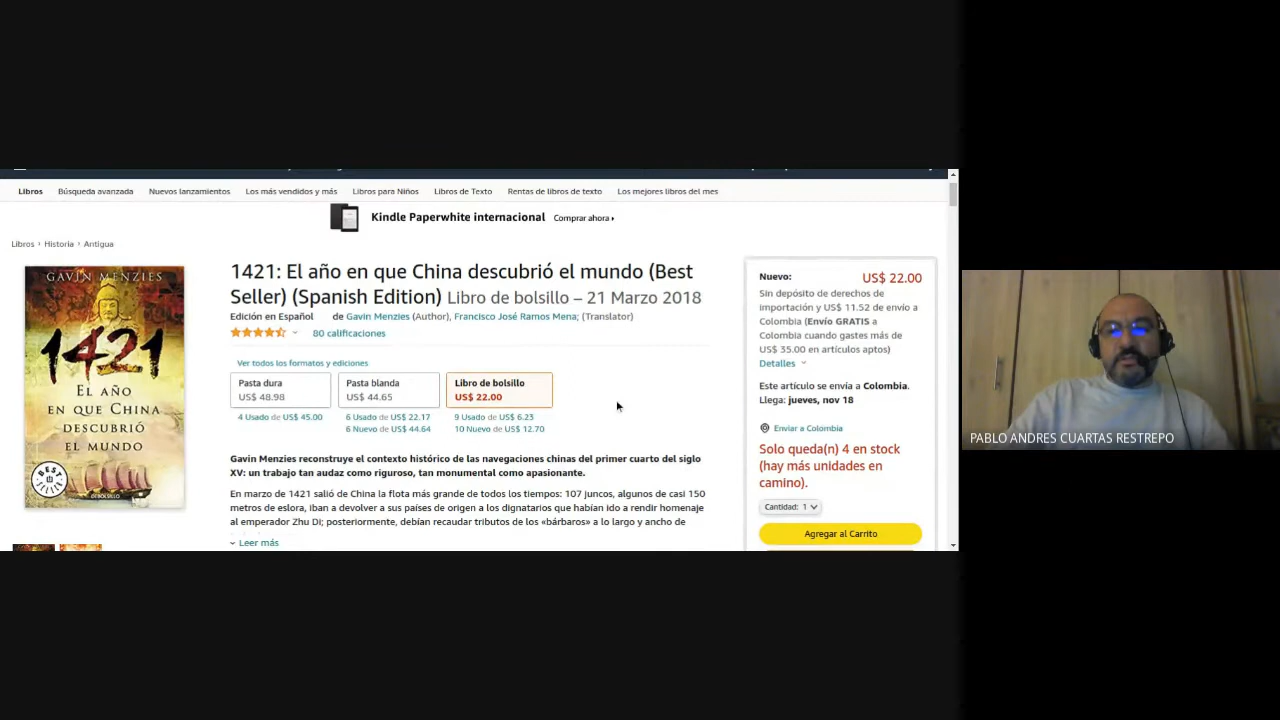 Libros Búsqueda avanzada Nuevos lanzamientos Los más vendidos y más Libros para Niños Libros de Texto Rentas de libros de texto Los mejores libros del mes
Kindle Paperwhite internacional Comprar ahora
Libros › Historia › Antigua
GAVIN MENZIES
1421
EL AÑO
EN QUE CHINA
DESCUBRIÓ
EL MUNDO
BEST
SELLER
DEBOLSILLO
1421: El año en que China descubrió el mundo (Best
Seller) (Spanish Edition) Libro de bolsillo – 21 Marzo 2018
Edición en Español de Gavin Menzies (Author), Francisco José Ramos Mena; (Translator)
80 calificaciones
Ver todos los formatos y ediciones
Pasta dura
US$ 48.98
4 Usado de US$ 45.00
Pasta blanda
US$ 44.65
6 Usado de US$ 22.17
6 Nuevo de US$ 44.64
Libro de bolsillo
US$ 22.00
9 Usado de US$ 6.23
10 Nuevo de US$ 12.70
Gavin Menzies reconstruye el contexto histórico de las navegaciones chinas del primer cuarto del siglo
XV: un trabajo tan audaz como riguroso, tan monumental como apasionante.
En marzo de 1421 salió de China la flota más grande de todos los tiempos: 107 juncos, algunos de casi 150
metros de eslora, iban a devolver a sus países de origen a los dignatarios que habían ido a rendir homenaje
al emperador Zhu Di; posteriormente, debían recaudar tributos de los «bárbaros» a lo largo y ancho de
Leer más
Nuevo: US$ 22.00
Sin depósito de derechos de
importación y US$ 11.52 de envío a
Colombia (Envío GRATIS a
Colombia cuando gastes más de
US$ 35.00 en artículos aptos)
Detalles
Este artículo se envía a Colombia.
Llega: jueves, nov 18
Enviar a Colombia
Solo queda(n) 4 en stock
(hay más unidades en
camino).
Cantidad: 1
Agregar al Carrito
PABLO ANDRES CUARTAS RESTREPO